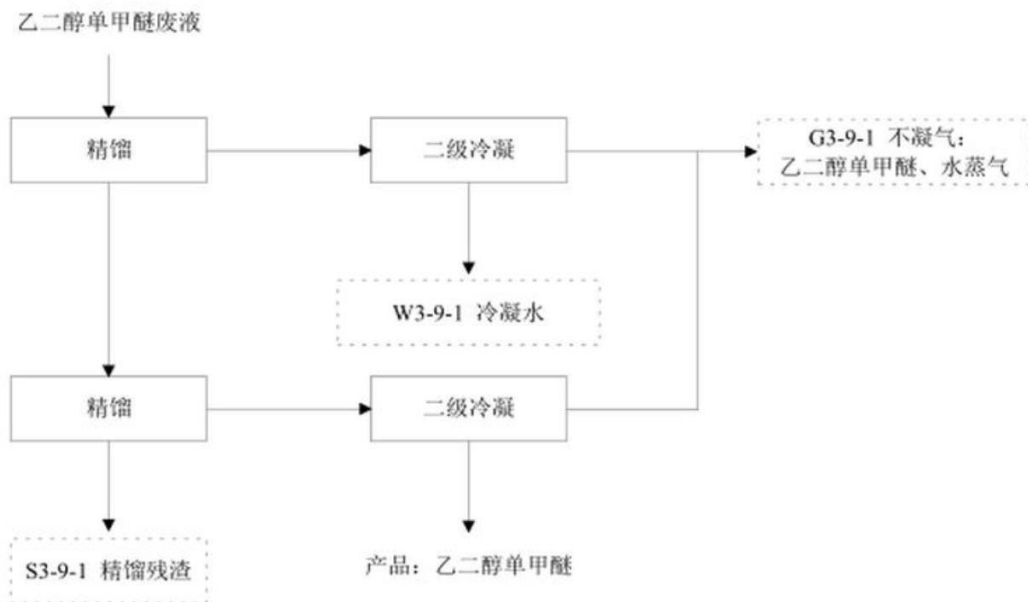 乙二醇单甲醚废液
精馏
二级冷凝
G3-9-1 不凝气:
乙二醇单甲醚、水蒸气
W3-9-1 冷凝水
精馏
二级冷凝
S3-9-1 精馏残渣
产品：乙二醇单甲醚